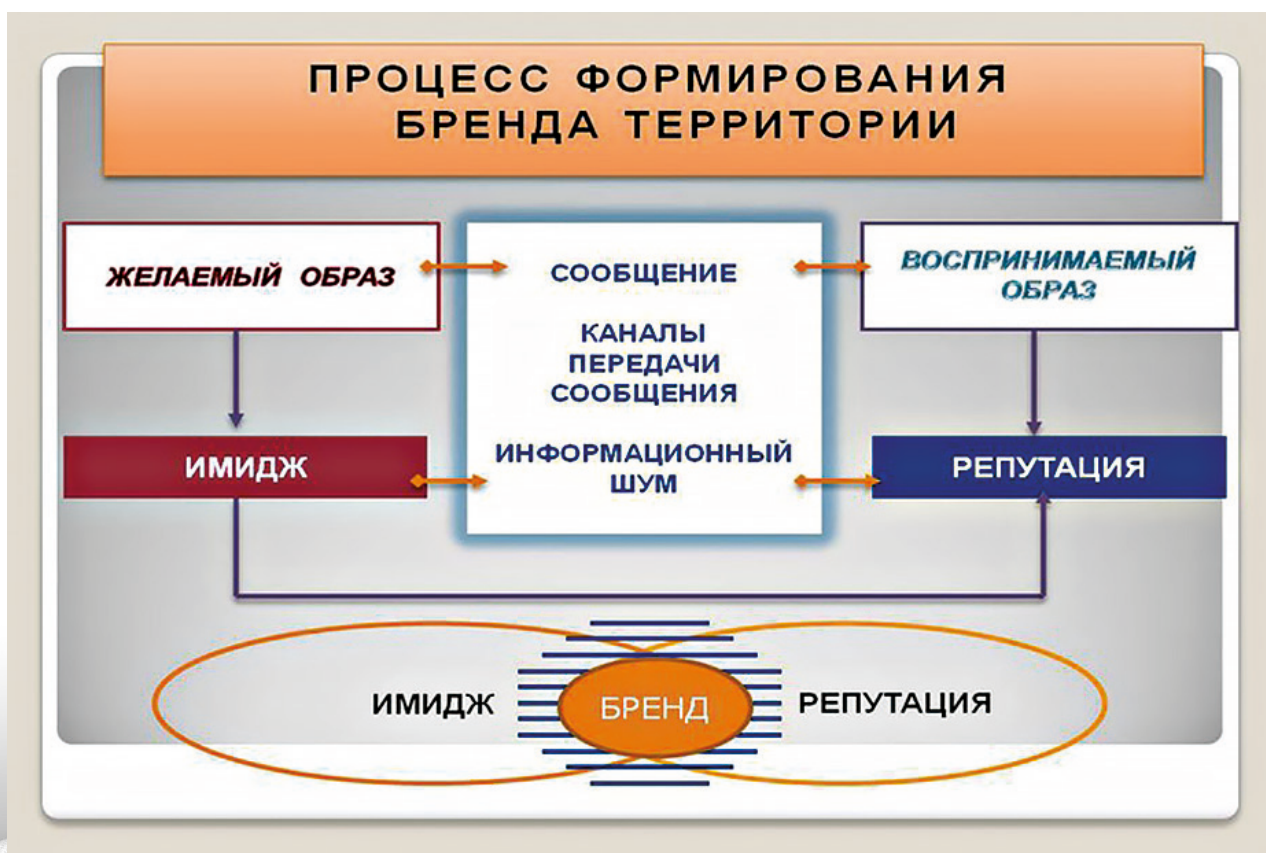 ПРОЦЕСС ФОРМИРОВАНИЯ
БРЕНДА ТЕРРИТОРИИ
ЖЕЛАЕМЫЙ ОБРАЗ
СООБЩЕНИЕ
КАНАЛЫ
ПЕРЕДАЧИ
СООБЩЕНИЯ
ИНФОРМАЦИОННЫЙ
ШУМ
ВОСПРИНИМАЕМЫЙ
ОБРАЗ
ИМИДЖ
РЕПУТАЦИЯ
ИМИДЖ
БРЕНД
РЕПУТАЦИЯ